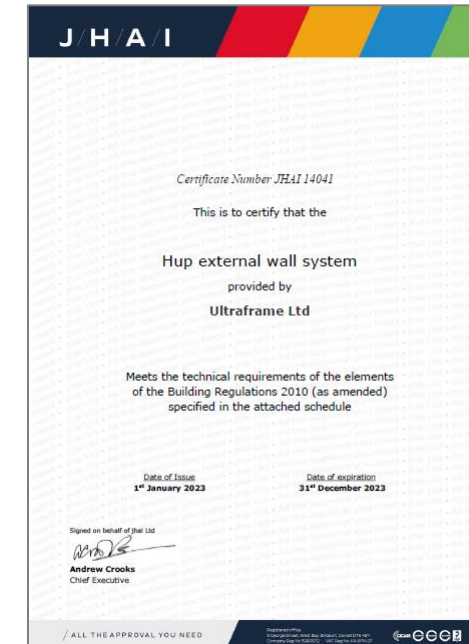 J/H/A/I
Certificate Number JHAI 14041
This is to certify that the
Hup external wall system
provided by
Ultraframe Ltd
Meets the technical requirements of the elements
of the Building Regulations 2010 (as amended)
specified in the attached schedule
Date of Issue
1st January 2023
Date of expiration
31st December 2023
Signed on behalf of Jhai Ltd
Andrew Crooks
Chief Executive
/ ALL THE APPROVAL YOU NEED
Registered office